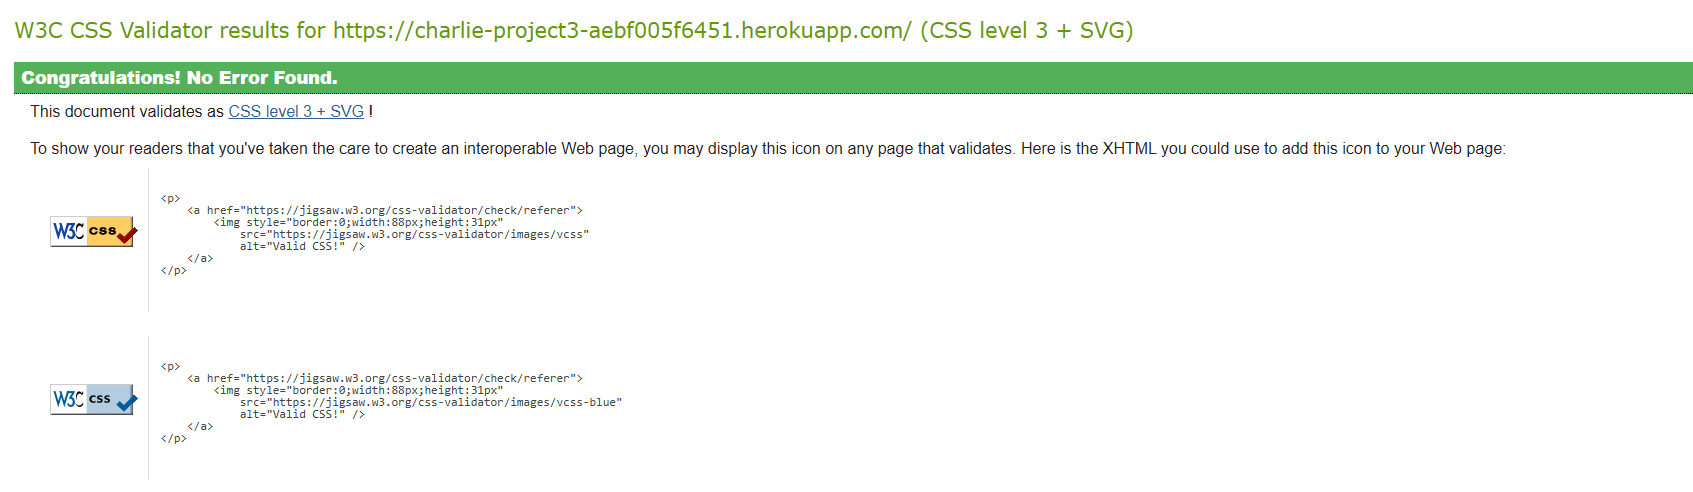 W3C CSS Validator results for https://charlie-project3-aebf005f6451.herokuapp.com/ (CSS level 3 + SVG)
Congratulations! No Error Found.
This document validates as CSS level 3 + SVG !
To show your readers that you've taken the care to create an interoperable Web page, you may display this icon on any page that validates. Here is the XHTML you could use to add this icon to your Web page:
W3C css
<p>
<a href="https://jigsaw.w3.org/css-validator/check/referer">
<img style="border:0;width:88px;height:31px"
src="https://jigsaw.w3.org/css-validator/images/vcss"
alt="Valid CSS!" />
</a>
</p>
W3C css
<p>
<a href="https://jigsaw.w3.org/css-validator/check/referer">
<img style="border:0;width:88px;height:31px"
src="https://jigsaw.w3.org/css-validator/images/vcss-blue"
alt="Valid CSS!" />
</a>
</p>